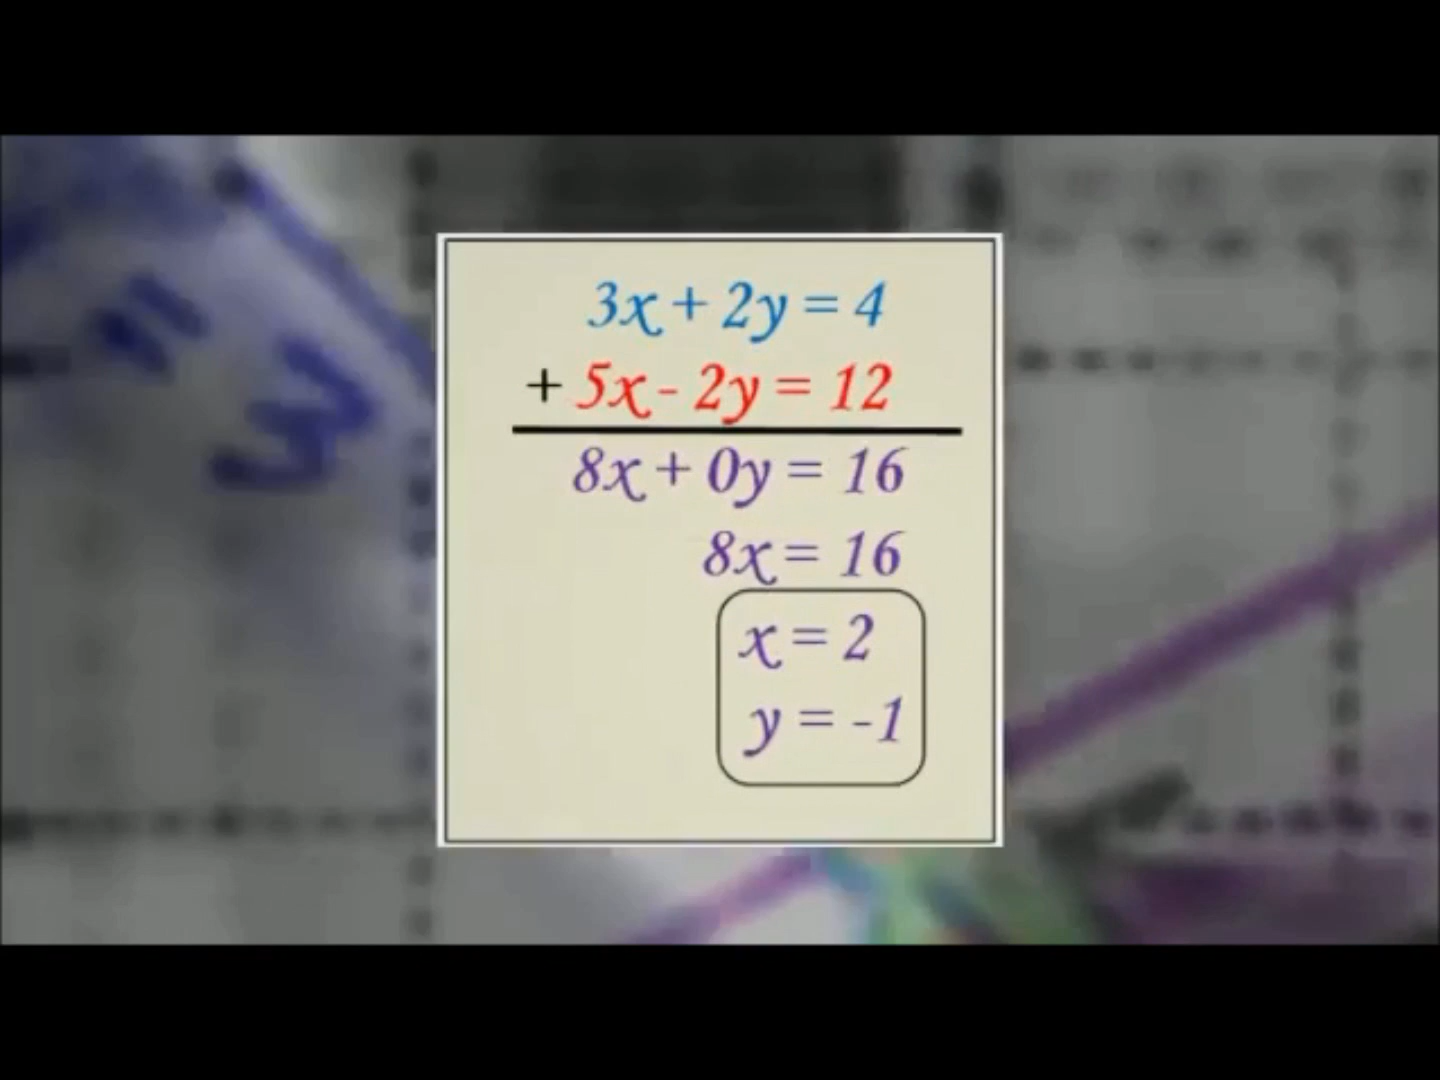 3x + 2y = 4
+ 5x - 2y = 12
8x + 0y = 16
8x = 16
x = 2
y = -1